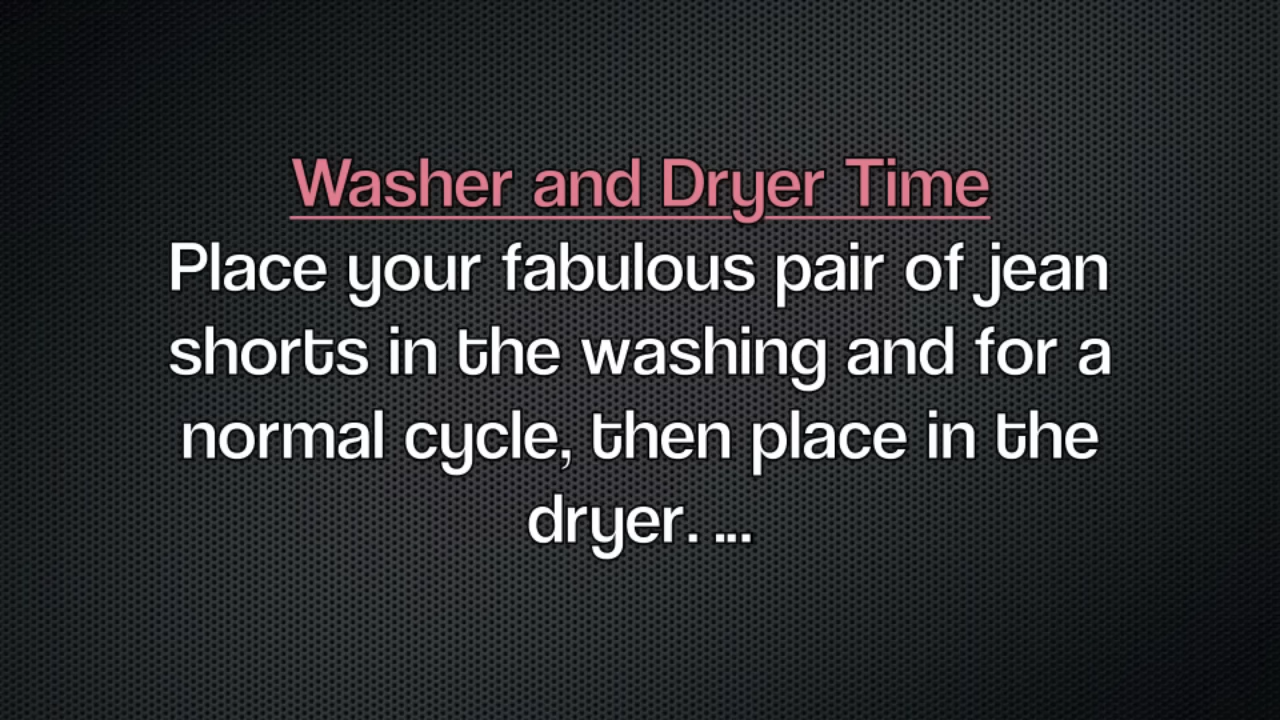 Washer and Dryer Time
Place your fabulous pair of jean
shorts in the washing and for a
normal cycle, then place in the
dryer. ...